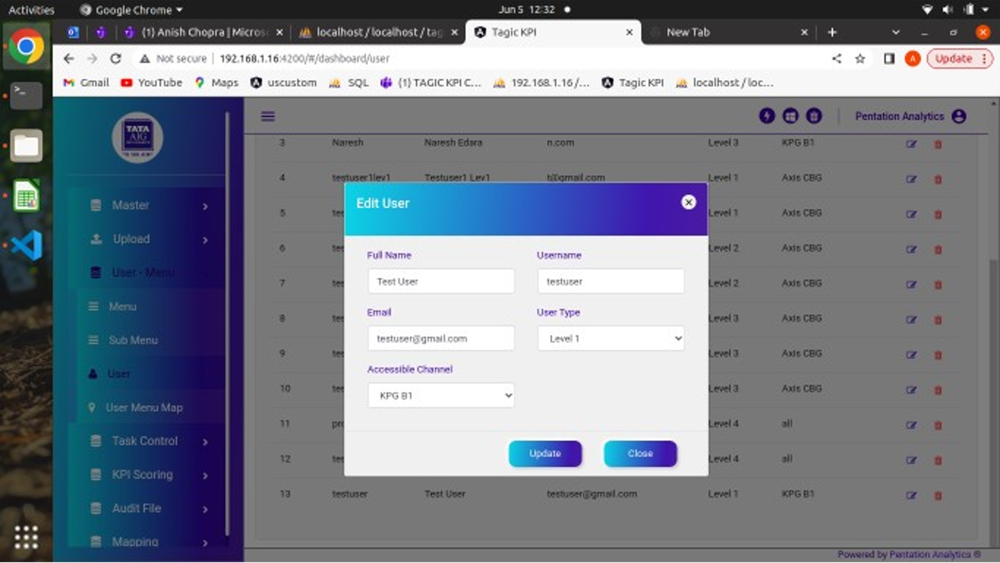 Activities
Google Chrome
Jun 5 12:32
(1) Anish Chopra | Micros
localhost / localhost / tag
Tagic KPI
New Tab
Not secure
192.168.1.16:4200/#/dashboard/user
A
Update
Gmail
YouTube
Maps
uscustom
SQL
(1) TAGIC KPI C...
192.168.1.16 /...
Tagic KPI
localhost / loc...
TATA
AIG
Pentation Analytics
Master
Upload
User - Menu
Menu
Sub Menu
User
User Menu Map
Task Control
KPI Scoring
Audit File
Mapping
3 Naresh Naresh Edara n.com Level 3 KPG B1
4 testuser1lev1 Testuser1 Lev1 t@gmail.com Level 1 Axis CBG
5 tes Level 1 Axis CBG
6 tes Level 2 Axis CBG
7 tes Level 2 Axis CBG
8 tes Level 3 Axis CBG
9 tes Level 3 Axis CBG
10 tes Level 3 Axis CBG
11 pro Level 4 all
12 tes Level 4 all
13 testuser Test User testuser@gmail.com Level 1 KPG B1
Edit User
Full Name
Username
Test User
testuser
Email
User Type
testuser@gmail.com
Level 1
Accessible Channel
KPG B1
Update
Close
Powered by Pentation Analytics ®